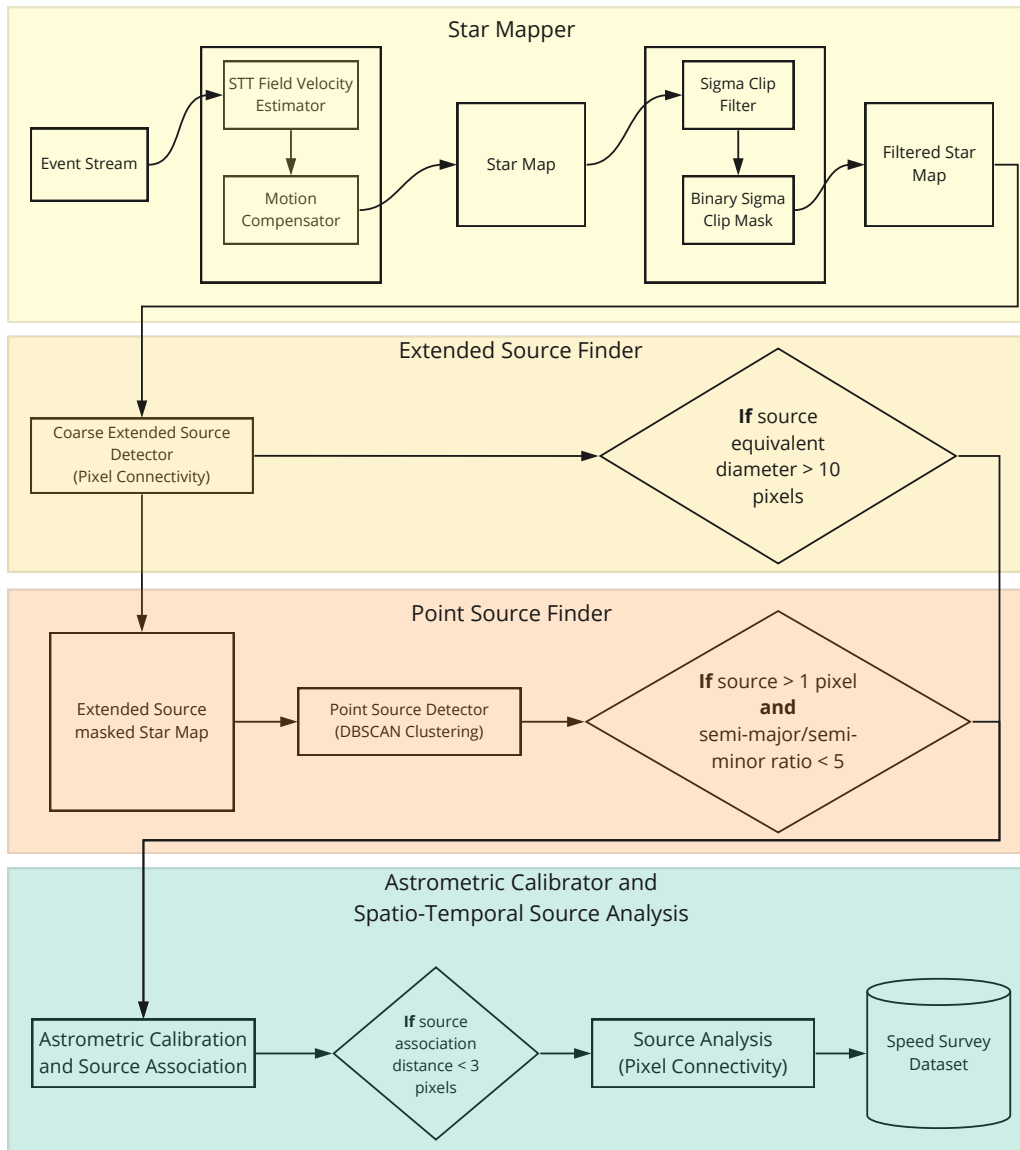 Star Mapper
Event Stream
STT Field Velocity
Estimator
Motion
Compensator
Star Map
Sigma Clip
Filter
Binary Sigma
Clip Mask
Filtered Star
Map
Extended Source Finder
Coarse Extended Source
Detector
(Pixel Connectivity)
If source
equivalent
diameter > 10
pixels
Point Source Finder
Extended Source
masked Star Map
Point Source Detector
(DBSCAN Clustering)
If source > 1 pixel
and
semi-major/semi-
minor ratio < 5
Astrometric Calibrator and
Spatio-Temporal Source Analysis
Astrometric Calibration
and Source Association
If source
association
distance < 3
pixels
Source Analysis
(Pixel Connectivity)
Speed Survey
Dataset